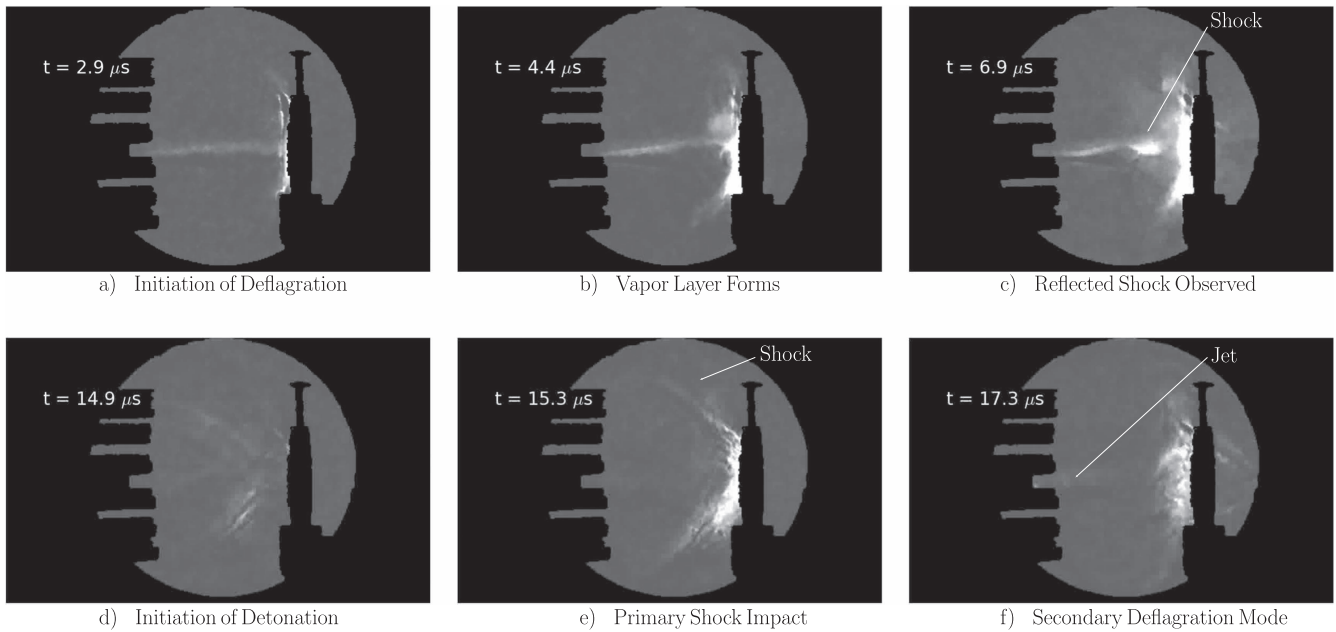 Shock
t = 2.9 μs
t = 4.4 μs
t = 6.9 μs
a) Initiation of Deflagration
b) Vapor Layer Forms
c) Reflected Shock Observed
Shock
Jet
t = 14.9 μs
t = 15.3 μs
t = 17.3 μs
d) Initiation of Detonation
e) Primary Shock Impact
f) Secondary Deflagration Mode